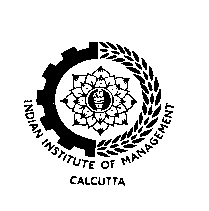 INDIAN INSTITUTE OF MANAGEMENT
CALCUTTA